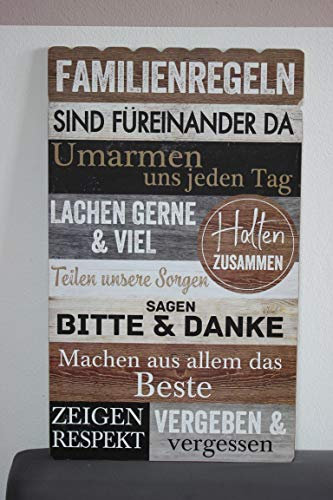 FAMILIENREGELN
SIND FÜREINANDER DA
Umarmen
uns jeden Tag
LACHEN GERNE
& VIEL
Halten
ZUSAMMEN
Teilen unsere Sorgen
SAGEN
BITTE & DANKE
Machen aus allem das
Beste
ZEIGEN
RESPEKT
VERGEBEN &
vergessen